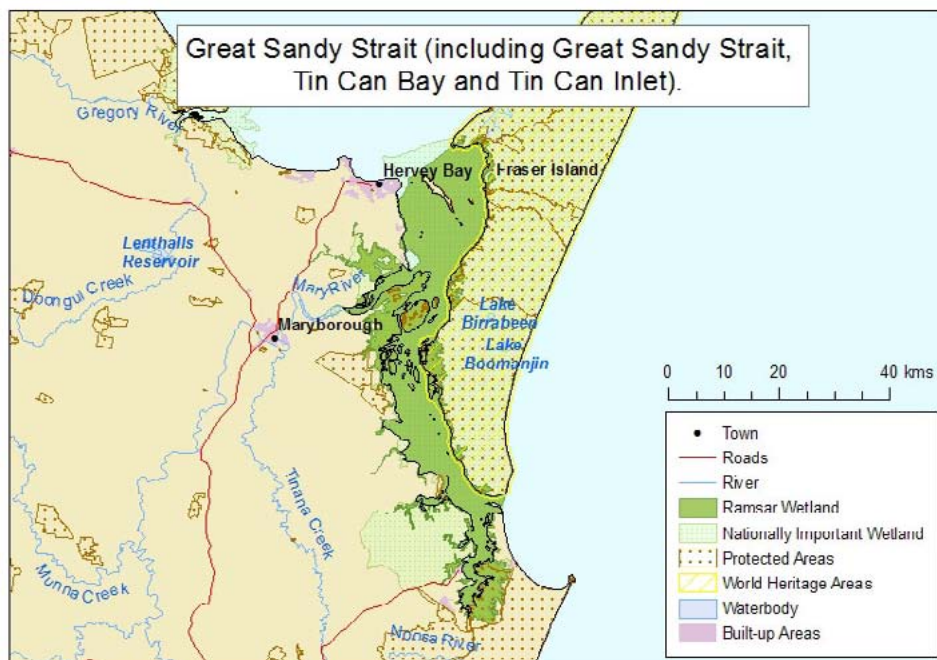 Great Sandy Strait (including Great Sandy Strait,
Tin Can Bay and Tin Can Inlet).
Gregory River
Hervey Bay
Fraser Island
Lenthalls
Reservoir
Doongul Creek
Mary River
Maryborough
Lake
Birrabeen
Lake
Boomanjin
Tinana Creek
Munna Creek
Noosa River
0 10 20 40 kms
Town
Roads
River
Ramsar Wetland
Nationally Important Wetland
Protected Areas
World Heritage Areas
Waterbody
Built-up Areas